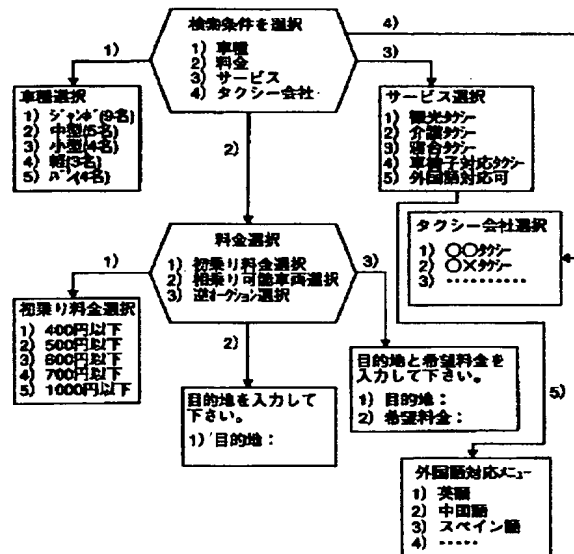 検索条件を選択
1) 車種
2) 料金
3) サービス
4) タクシー会社
1)
4)
3)
2)
車種選択
1) ジャンボ(9名)
2) 中型(5名)
3) 小型(4名)
4) 軽(3名)
5) バン(4名)
サービス選択
1) 観光タクシー
2) 介護タクシー
3) 寝台タクシー
4) 車椅子対応タクシー
5) 外国語対応可
タクシー会社選択
1) ○○タクシー
2) ○×タクシー
3) ・・・・・・・・・・
料金選択
1) 初乗り料金選択
2) 相乗り可能車両選択
3) 逆オークション選択
1)
3)
2)
初乗り料金選択
1) 400円以下
2) 500円以下
3) 600円以下
4) 700円以下
5) 1000円以下
目的地を入力して
下さい。
1) 目的地：
目的地と希望料金を
入力して下さい。
1) 目的地：
2) 希望料金：
5)
外国語対応メニュー
1) 英語
2) 中国語
3) スペイン語
4) ・・・・・